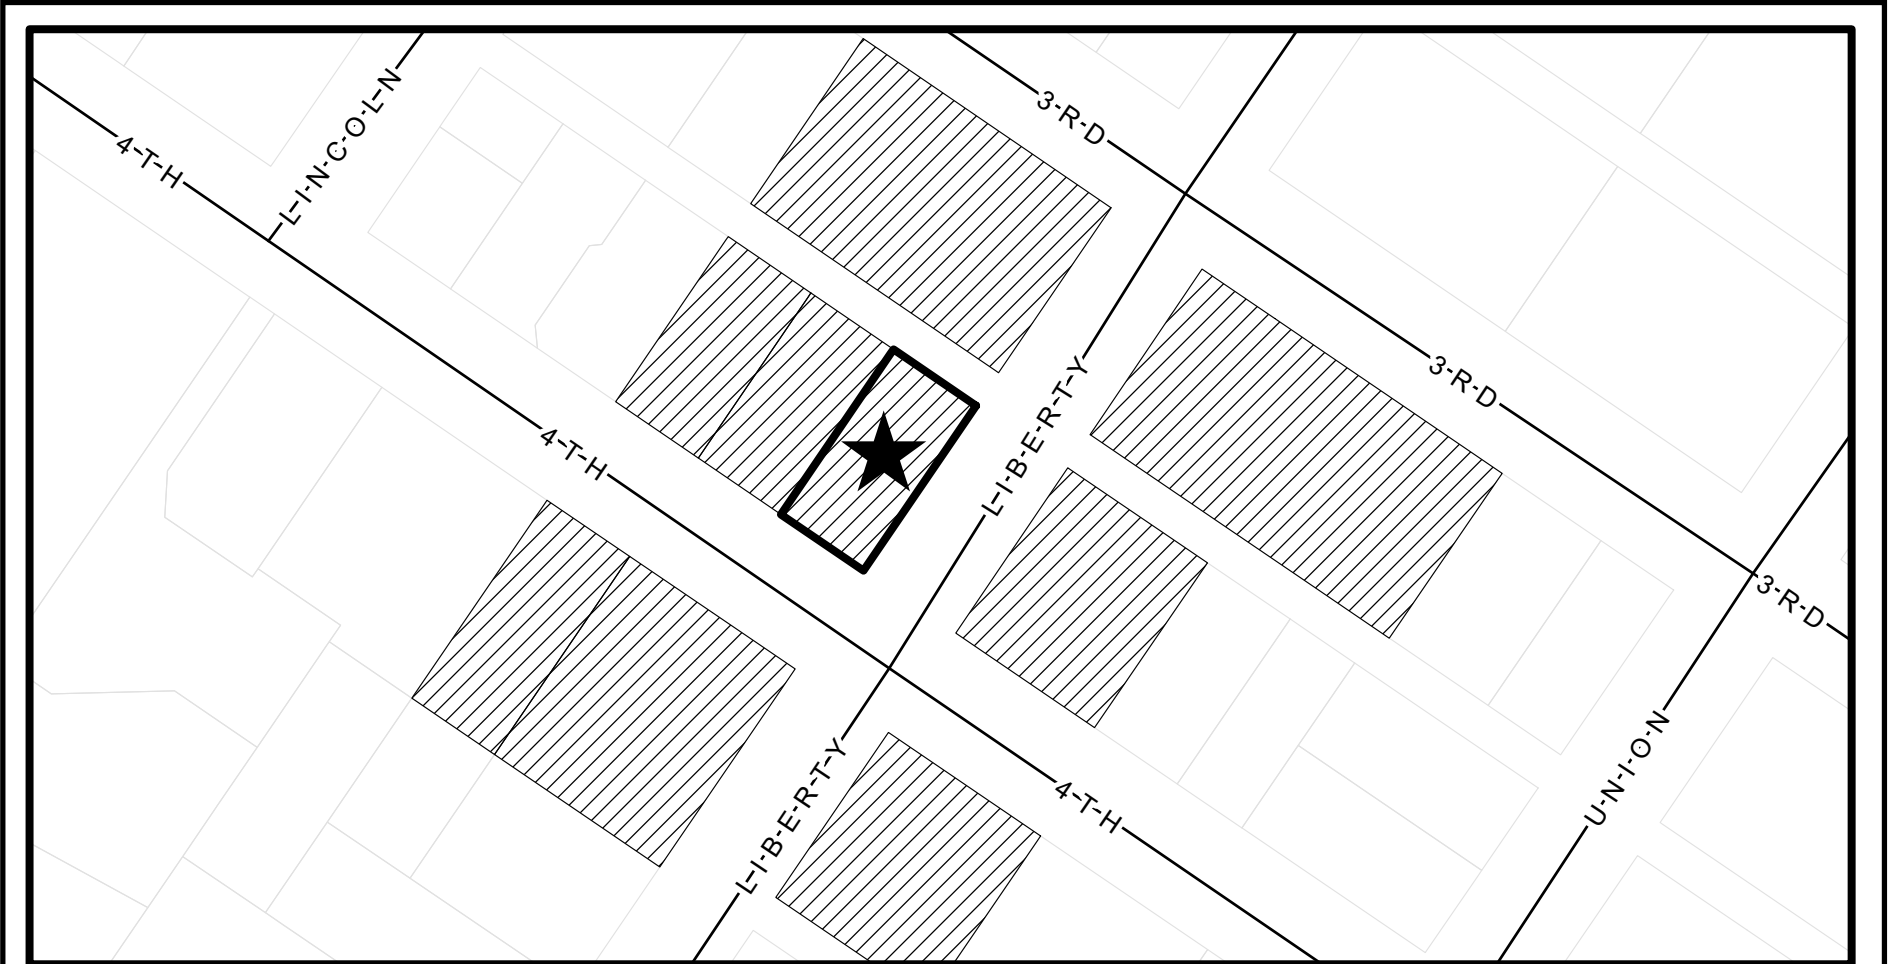 L-I-N-C-O-L-N
3-R-D
4-T-H
3-R-D
L-I-B-E-R-T-Y
4-T-H
3-R-D
U-N-I-O-N
L-I-B-E-R-T-Y
4-T-H